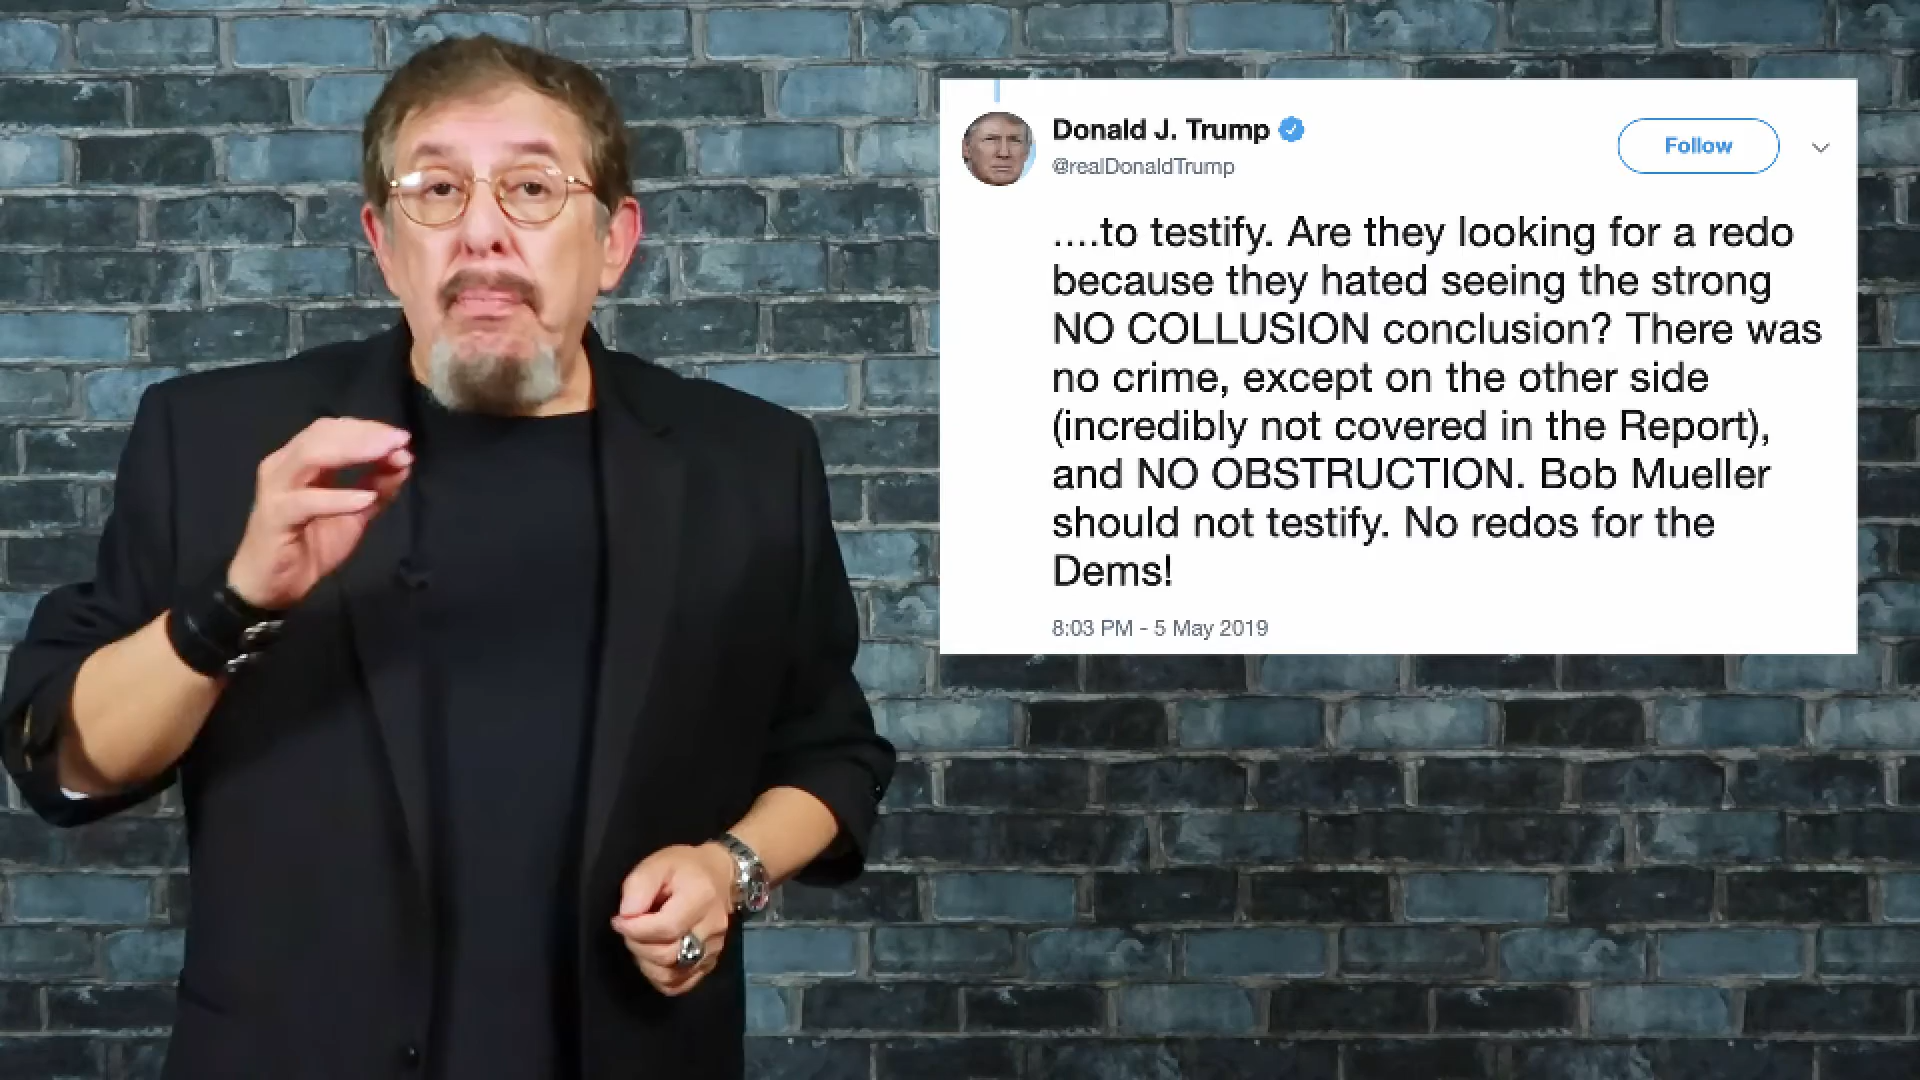 Donald J. Trump
@realDonaldTrump
Follow
....to testify. Are they looking for a redo
because they hated seeing the strong
NO COLLUSION conclusion? There was
no crime, except on the other side
(incredibly not covered in the Report),
and NO OBSTRUCTION. Bob Mueller
should not testify. No redos for the
Dems!
8:03 PM - 5 May 2019